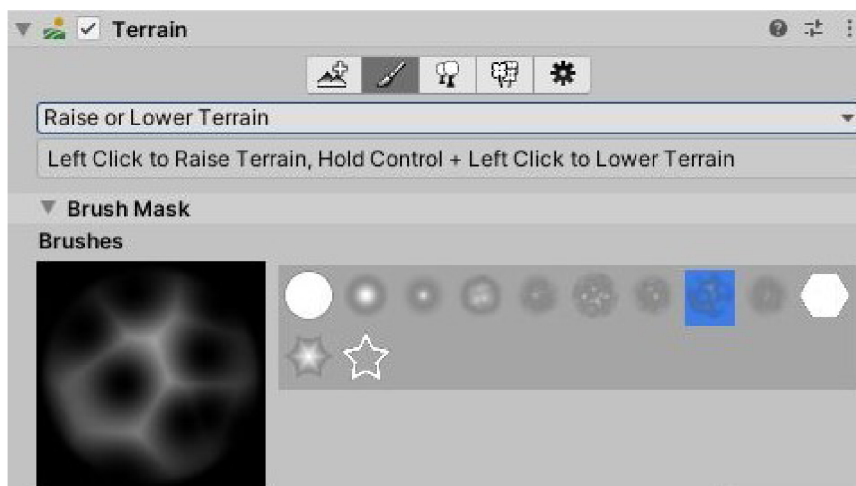 Terrain
Raise or Lower Terrain
Left Click to Raise Terrain, Hold Control + Left Click to Lower Terrain
Brush Mask
Brushes